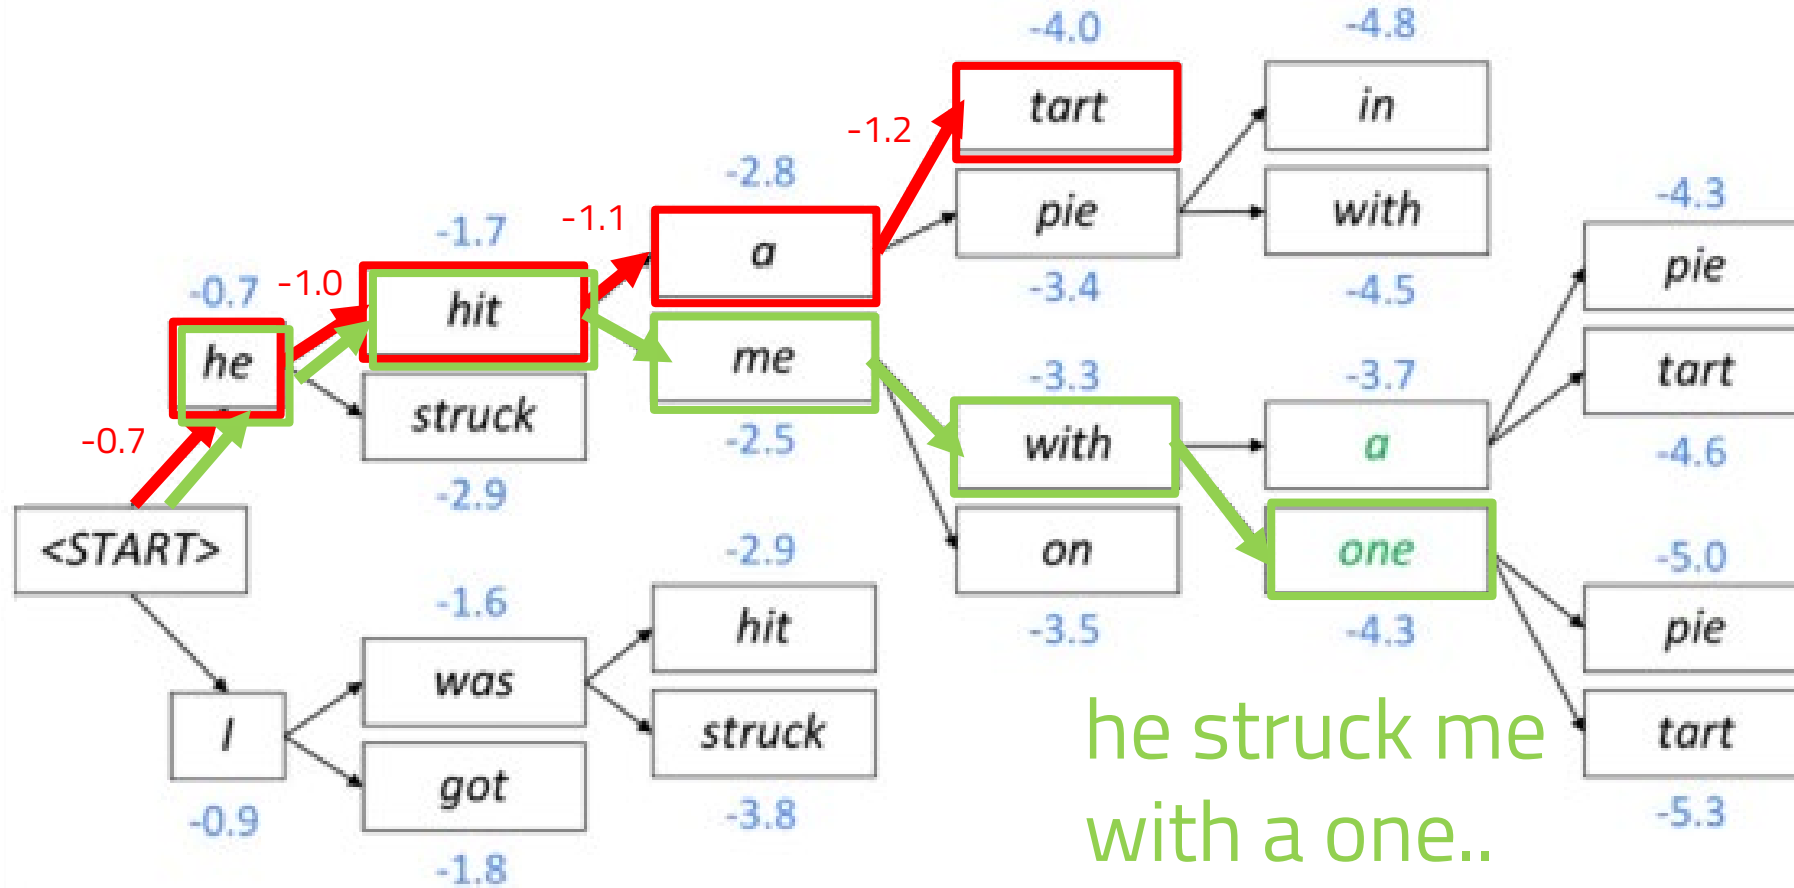 -4.0
-4.8
tart
in
-1.2
-2.8
pie
with
-4.3
-1.7
-1.1
a
-3.4
-4.5
pie
-0.7
-1.0
hit
me
-3.3
-3.7
tart
he
struck
-2.5
with
a
-4.6
-0.7
-2.9
<START>
-2.9
on
one
-5.0
-1.6
hit
-3.5
-4.3
pie
was
I
struck
he struck me
tart
got
-0.9
-3.8
with a one..
-5.3
-1.8